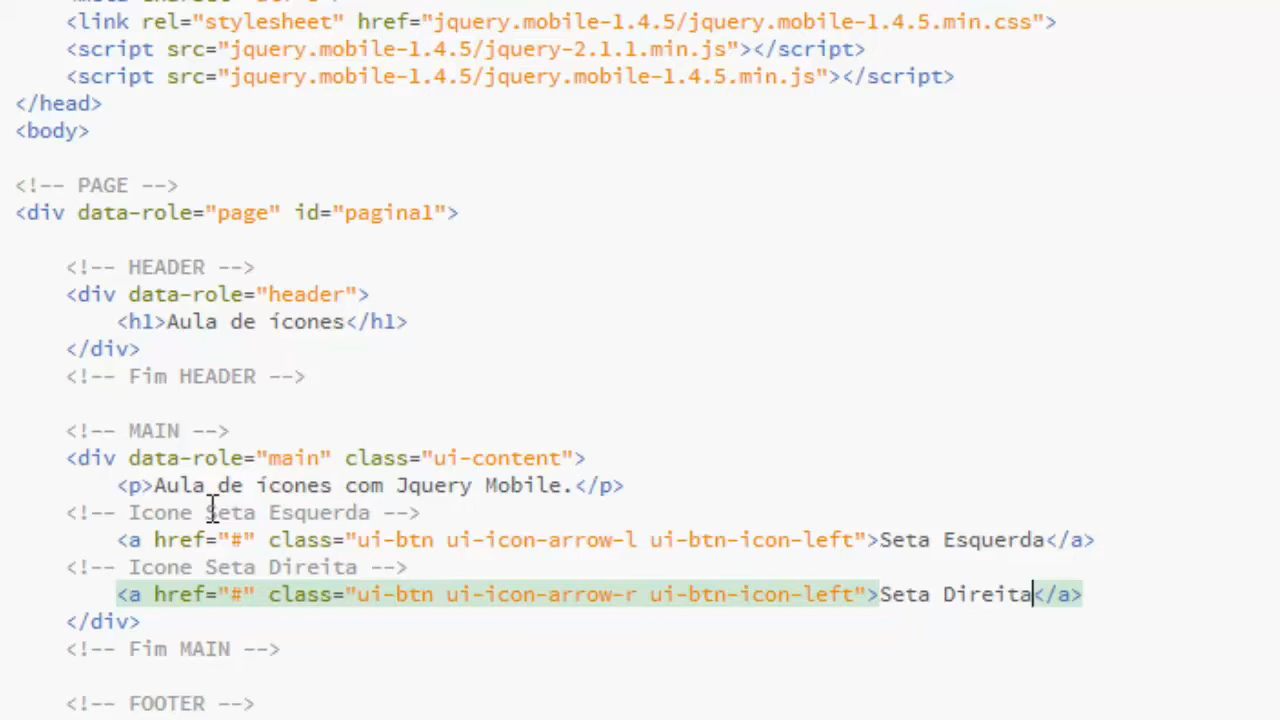 <link rel="stylesheet" href="jquery.mobile-1.4.5/jquery.mobile-1.4.5.min.css">
<script src="jquery.mobile-1.4.5/jquery-2.1.1.min.js"></script>
<script src="jquery.mobile-1.4.5/jquery.mobile-1.4.5.min.js"></script>
</head>
<body>
<!-- PAGE -->
<div data-role="page" id="pagina1">
<!-- HEADER -->
<div data-role="header">
<h1>Aula de ícones</h1>
</div>
<!-- Fim HEADER -->
<!-- MAIN -->
<div data-role="main" class="ui-content">
<p>Aula de ícones com Jquery Mobile.</p>
<!-- Icone Seta Esquerda -->
<a href="#" class="ui-btn ui-icon-arrow-l ui-btn-icon-left">Seta Esquerda</a>
<!-- Icone Seta Direita -->
<a href="#" class="ui-btn ui-icon-arrow-r ui-btn-icon-left">Seta Direita</a>
</div>
<!-- Fim MAIN -->
<!-- FOOTER -->